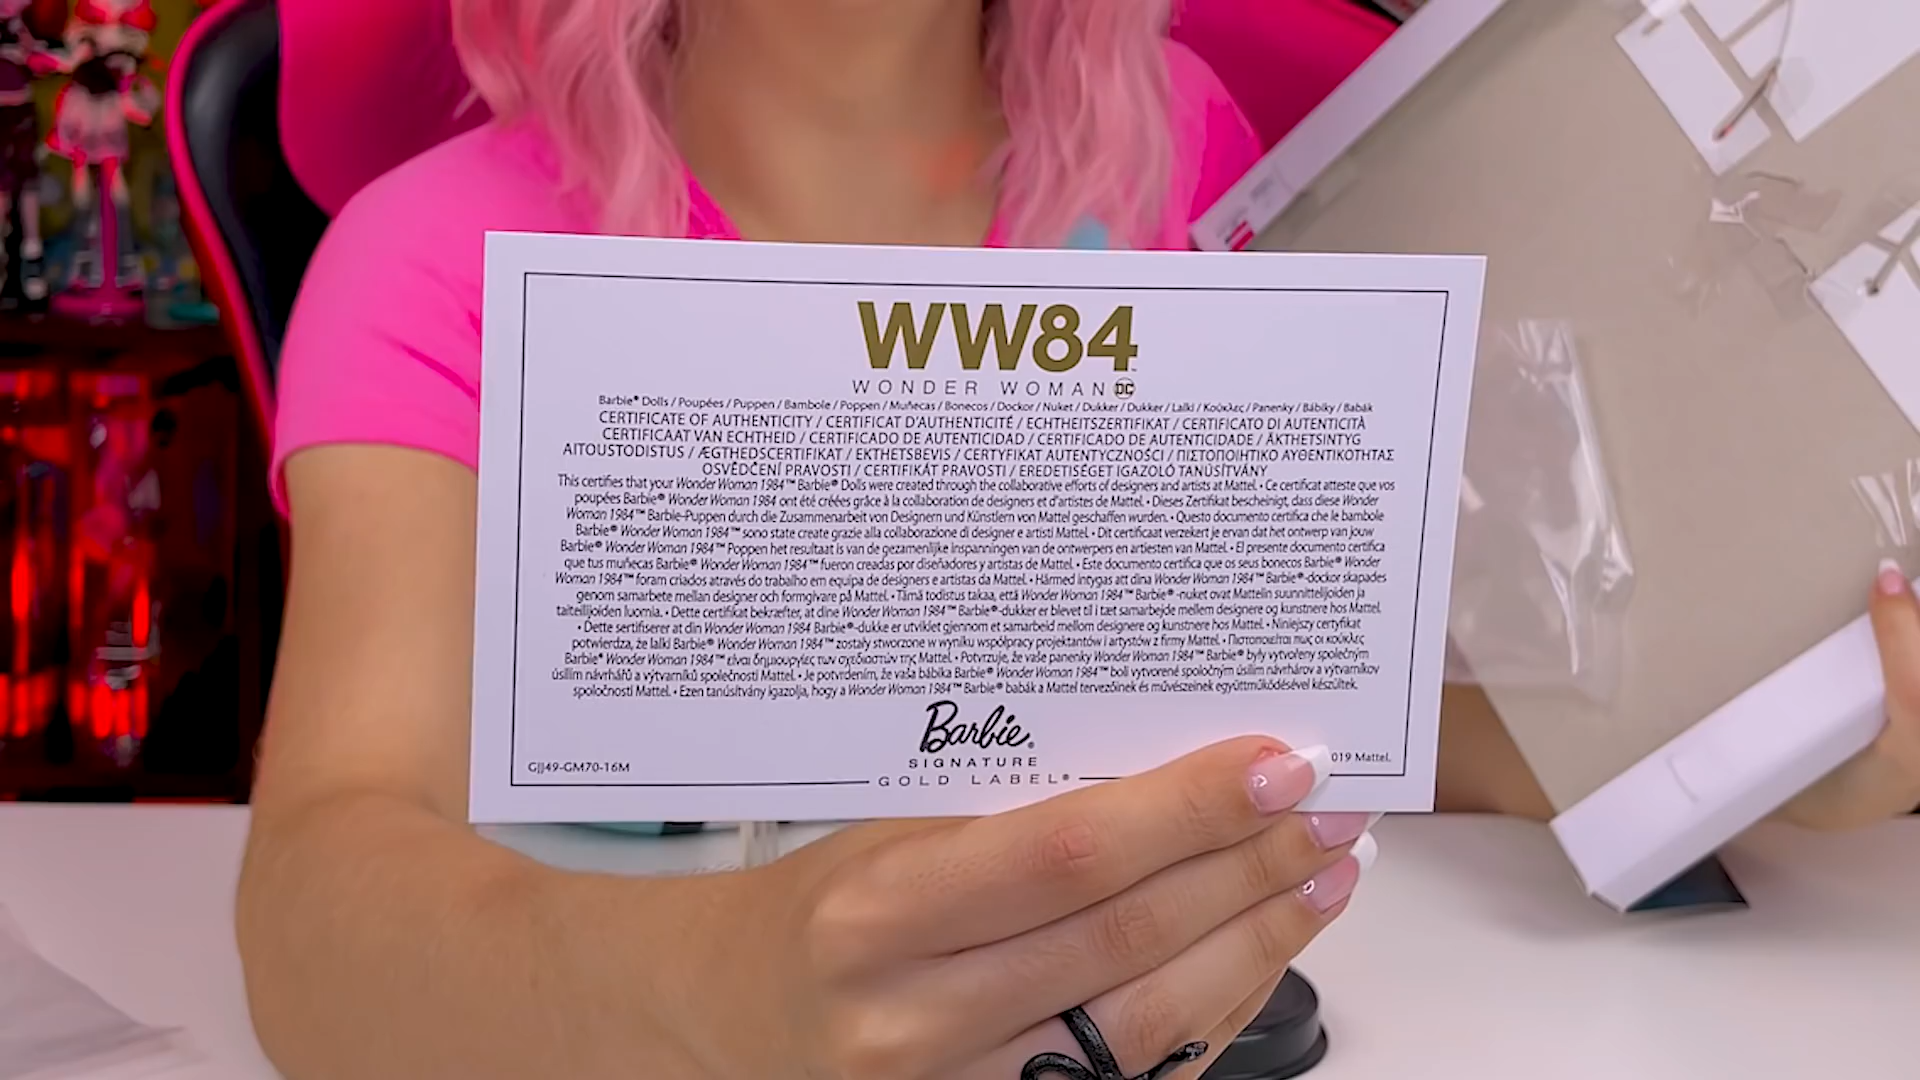 WW84
WONDER WOMAN DC
Barbie® Dolls / Poupées / Puppen / Bambole / Poppen / Muñecas / Bonecos / Dockor / Nuket / Dukker / Dukker / Lalki / Κούκλες / Panenky / Bábiky / Babák
CERTIFICATE OF AUTHENTICITY / CERTIFICAT D'AUTHENTICITÉ / ECHTHEITSZERTIFIKAT / CERTIFICATO DI AUTENTICITÀ
CERTIFICAAT VAN ECHTHEID / CERTIFICADO DE AUTENTICIDAD / CERTIFICADO DE AUTENTICIDADE / ÄKTHETSINTYG
AITOUSTODISTUS / ÆGTHEDSCERTIFIKAT / EKTHETSBEVIS / CERTYFIKAT AUTENTYCZNOŚCI / ΠΙΣΤΟΠΟΙΗΤΙΚΟ ΑΥΘΕΝΤΙΚΟΤΗΤΑΣ
OSVĚDČENÍ PRAVOSTI / CERTIFIKÁT PRAVOSTI / EREDETISÉGET IGAZOLÓ TANÚSÍTVÁNY
This certifies that your Wonder Woman 1984™ Barbie® Dolls were created through the collaborative efforts of designers and artists at Mattel. • Ce certificat atteste que vos
poupées Barbie® Wonder Woman 1984 ont été créées grâce à la collaboration de designers et d'artistes de Mattel. • Dieses Zertifikat bescheinigt, dass diese Wonder
Woman 1984™ Barbie-Puppen durch die Zusammenarbeit von Designern und Künstlern von Mattel geschaffen wurden. • Questo documento certifica che le bambole
Barbie® Wonder Woman 1984™ sono state create grazie alla collaborazione di designer e artisti Mattel. • Dit certificaat verzekert je ervan dat het ontwerp van jouw
Barbie® Wonder Woman 1984™ Poppen het resultaat is van de gezamenlijke inspanningen van de ontwerpers en artiesten van Mattel. • El presente documento certifica
que tus muñecas Barbie® Wonder Woman 1984™ fueron creadas por diseñadores y artistas de Mattel. • Este documento certifica que os seus bonecos Barbie® Wonder
Woman 1984™ foram criados através do trabalho em equipa de designers e artistas da Mattel. • Härmed intygas att dina Wonder Woman 1984™ Barbie®-dockor skapades
genom samarbete mellan designer och formgivare på Mattel. • Tämä todistus takaa, että Wonder Woman 1984™ Barbie® -nuket ovat Mattelin suunnittelijoiden ja
taiteilijoiden luomia. • Dette certifikat bekræfter, at dine Wonder Woman 1984™ Barbie®-dukker er blevet til i tæt samarbejde mellem designere og kunstnere hos Mattel.
• Dette sertifiserer at din Wonder Woman 1984 Barbie®-dukke er utviklet gjennom et samarbeid mellom designere og kunstnere hos Mattel. • Niniejszy certyfikat
potwierdza, że lalki Barbie® Wonder Woman 1984™ zostały stworzone w wyniku współpracy projektantów i artystów z firmy Mattel. • Πιστοποιείται πως οι κούκλες
Barbie® Wonder Woman 1984™ είναι δημιουργίες των σχεδιαστών της Mattel. • Potvrzuje, že vaše panenky Wonder Woman 1984™ Barbie® byly vytvořeny společným
úsilím návrhářů a výtvarníků společnosti Mattel. • Je potvrdením, že vaša bábika Barbie® Wonder Woman 1984™ boli vytvorené spoločným úsilím návrhárov a výtvarníkov
spoločnosti Mattel. • Ezen tanúsítvány igazolja, hogy a Wonder Woman 1984™ Barbie® babák a Mattel tervezőinek és művészeinek együttműködésével készültek.
Barbie®
SIGNATURE
GOLD LABEL®
GJJ49-GM70-16M
019 Mattel.